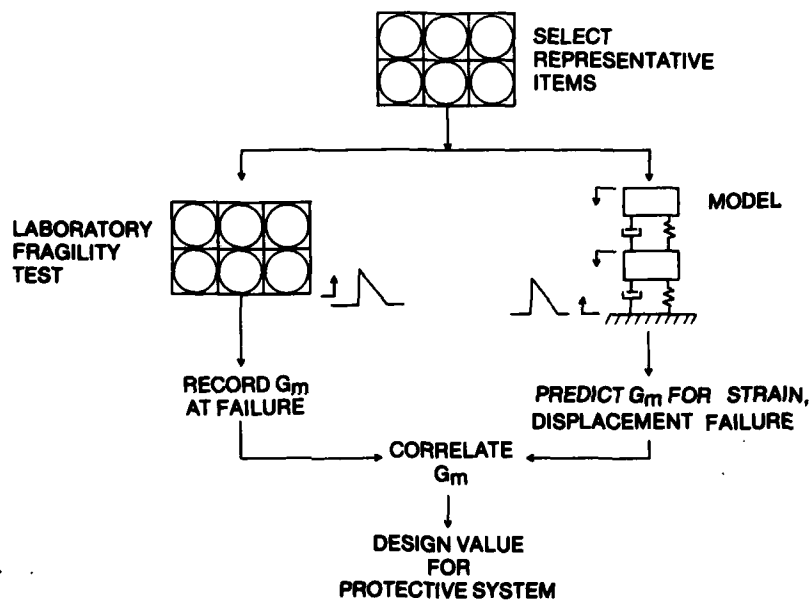 SELECT
REPRESENTATIVE
ITEMS
LABORATORY
FRAGILITY
TEST
MODEL
RECORD Gm
AT FAILURE
PREDICT Gm FOR STRAIN,
DISPLACEMENT FAILURE
CORRELATE
Gm
DESIGN VALUE
FOR
PROTECTIVE SYSTEM